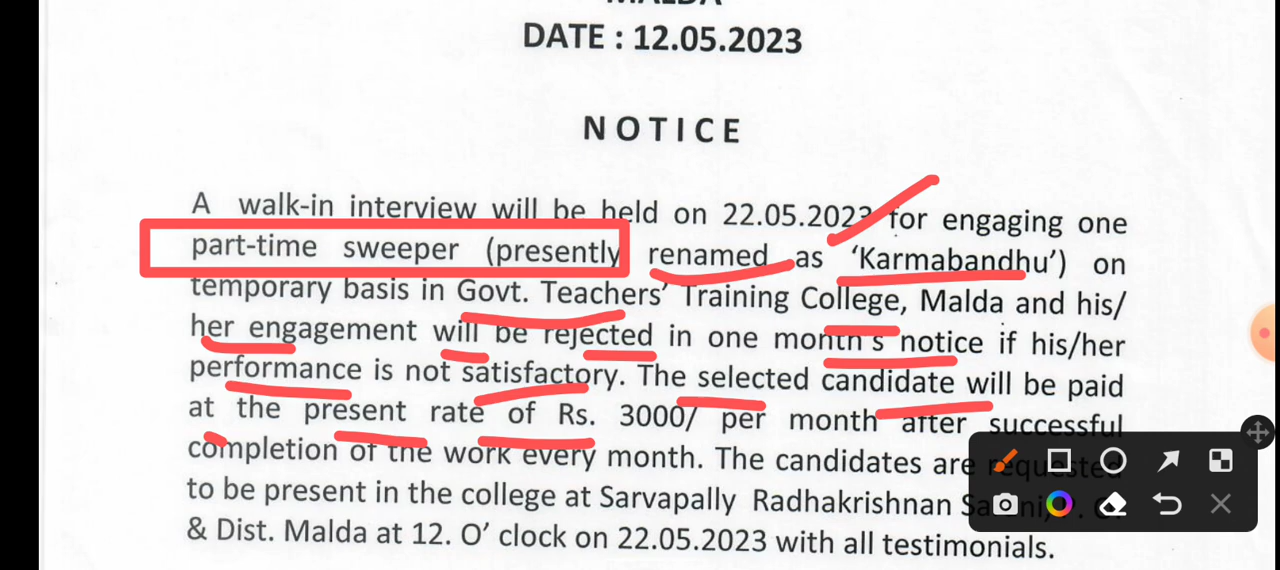 MALDA
DATE : 12.05.2023
NOTICE
A walk-in interview will be held on 22.05.2023 for engaging one
part-time sweeper (presently renamed as ‘Karmabandhu’) on
temporary basis in Govt. Teachers’ Training College, Malda and his/
her engagement will be rejected in one month’s notice if his/her
performance is not satisfactory. The selected candidate will be paid
at the present rate of Rs. 3000/ per month after successful
completion of the work every month. The candidates are requested
to be present in the college at Sarvapally Radhakrishnan
& Dist. Malda at 12. O’ clock on 22.05.2023 with all testimonials.